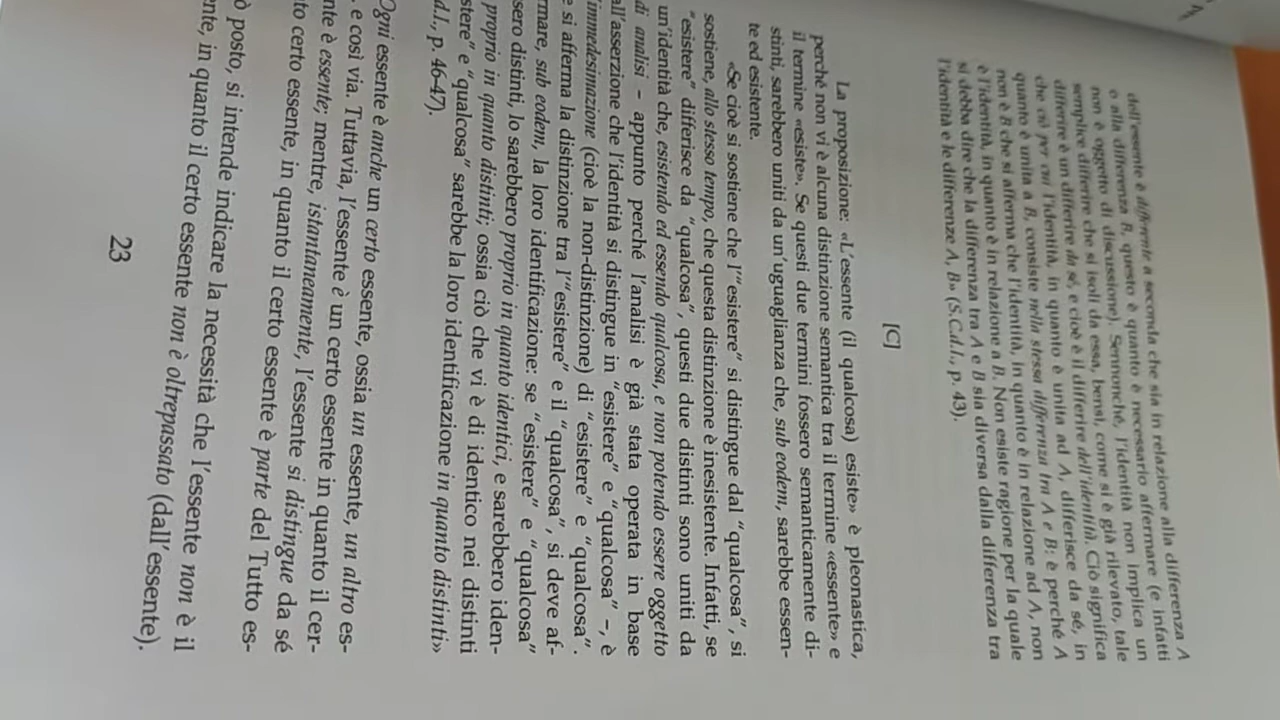 dell'essente è differente a seconda che sia in relazione alla differenza A
o alla differenza B, questo è quanto è necessario affermare (e infatti
non è oggetto di discussione). Sennonché, l'identità non implica un
semplice differire che si isoli da essa, bensì, come si è già rilevato, tale
differire è un differire da sé, e cioè è il differire dell'identità. Ciò significa
che ciò per cui l'identità, in quanto è unita ad A, differisce da sé, in
quanto è unita a B, consiste nella stessa differenza tra A e B: è perché A
non è B che si afferma che l'identità, in quanto è in relazione ad A, non
è l'identità, in quanto è in relazione a B. Non esiste ragione per la quale
si debba dire che la differenza tra A e B sia diversa dalla differenza tra
l'identità e le differenze A, B» (S.C.d.I., p. 43).
[C]
La proposizione: «L'essente (il qualcosa) esiste» è pleonastica,
perché non vi è alcuna distinzione semantica tra il termine «essente» e
il termine «esiste». Se questi due termini fossero semanticamente di-
stinti, sarebbero uniti da un'uguaglianza che, sub eodem, sarebbe essen-
te ed esistente.
«Se cioè si sostiene che l'"esistere" si distingue dal "qualcosa", si
sostiene, allo stesso tempo, che questa distinzione è inesistente. Infatti, se
"esistere" differisce da "qualcosa", questi due distinti sono uniti da
un'identità che, esistendo ed essendo qualcosa, e non potendo essere oggetto
di analisi – appunto perché l'analisi è già stata operata in base
all'asserzione che l'identità si distingue in "esistere" e "qualcosa" –, è
l'immedesimazione (cioè la non-distinzione) di "esistere" e "qualcosa".
e si afferma la distinzione tra l'"esistere" e il "qualcosa", si deve af-
rmare, sub eodem, la loro identificazione: se "esistere" e "qualcosa"
sero distinti, lo sarebbero proprio in quanto identici, e sarebbero iden-
proprio in quanto distinti; ossia ciò che vi è di identico nei distinti
stere" e "qualcosa" sarebbe la loro identificazione in quanto distinti»
d.I., p. 46-47).
Ogni essente è anche un certo essente, ossia un essente, un altro es-
. e così via. Tuttavia, l'essente è un certo essente in quanto il cer-
nte è essente; mentre, istantaneamente, l'essente si distingue da sé
to certo essente, in quanto il certo essente è parte del Tutto es-
ò posto, si intende indicare la necessità che l'essente non è il
ente, in quanto il certo essente non è oltrepassato (dall'essente).
23